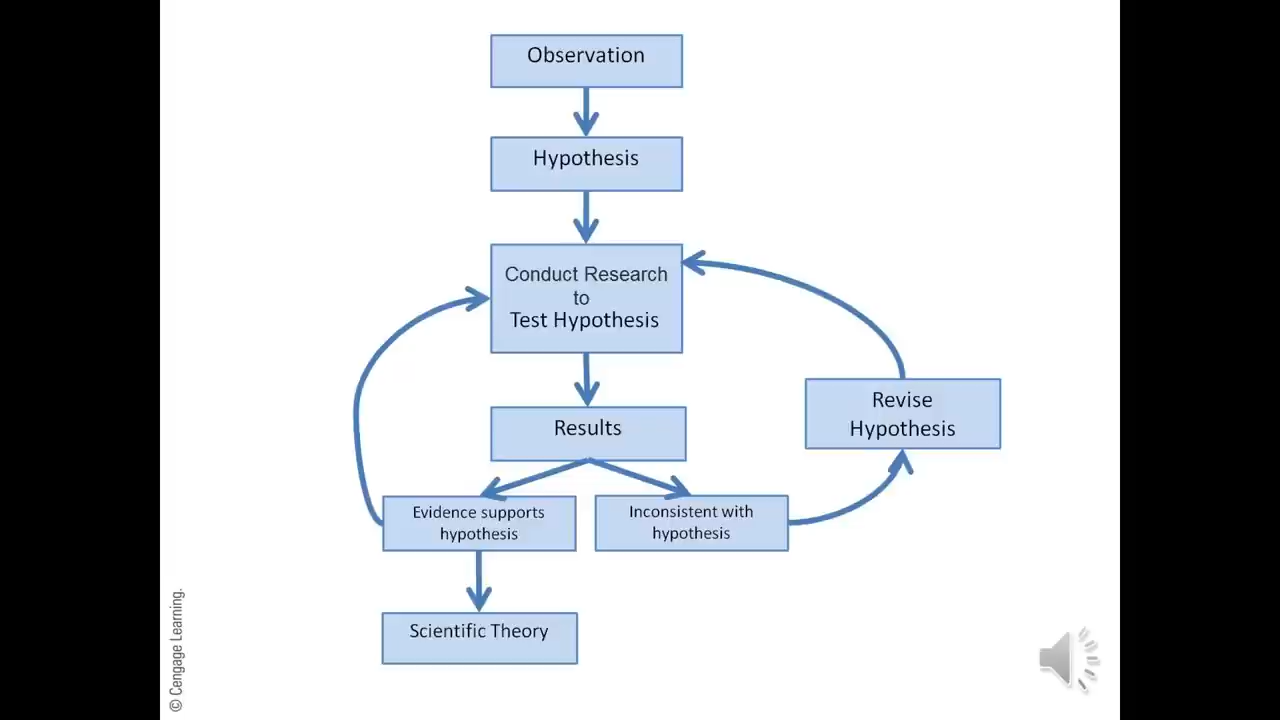 Observation
Hypothesis
Conduct Research
to
Test Hypothesis
Results
Revise
Hypothesis
Evidence supports
hypothesis
Inconsistent with
hypothesis
Scientific Theory
© Cengage Learning.